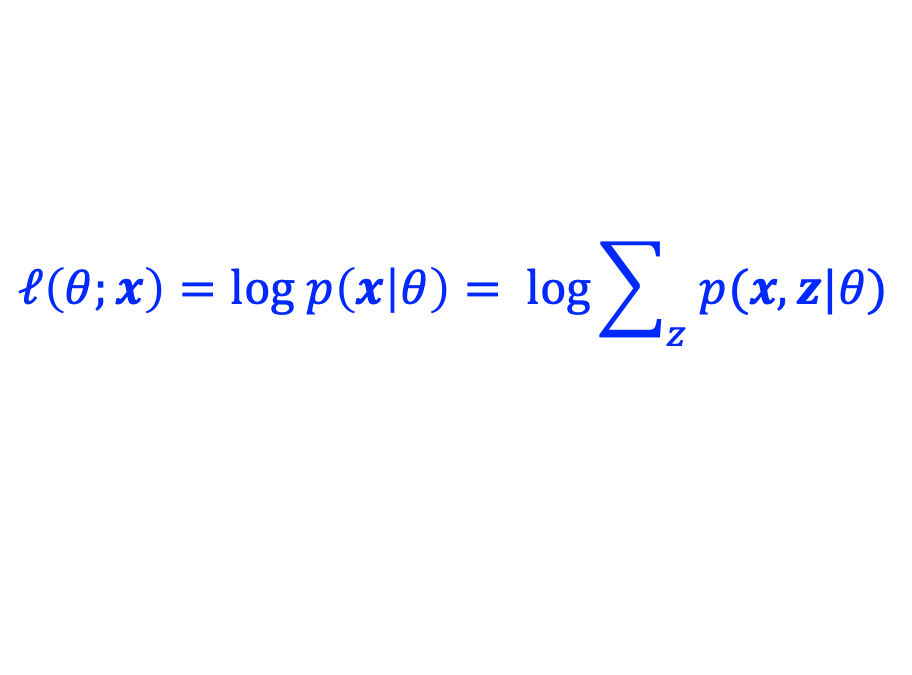 ℓ(θ; x) = log p(x|θ) = log ∑_z p(x, z|θ)